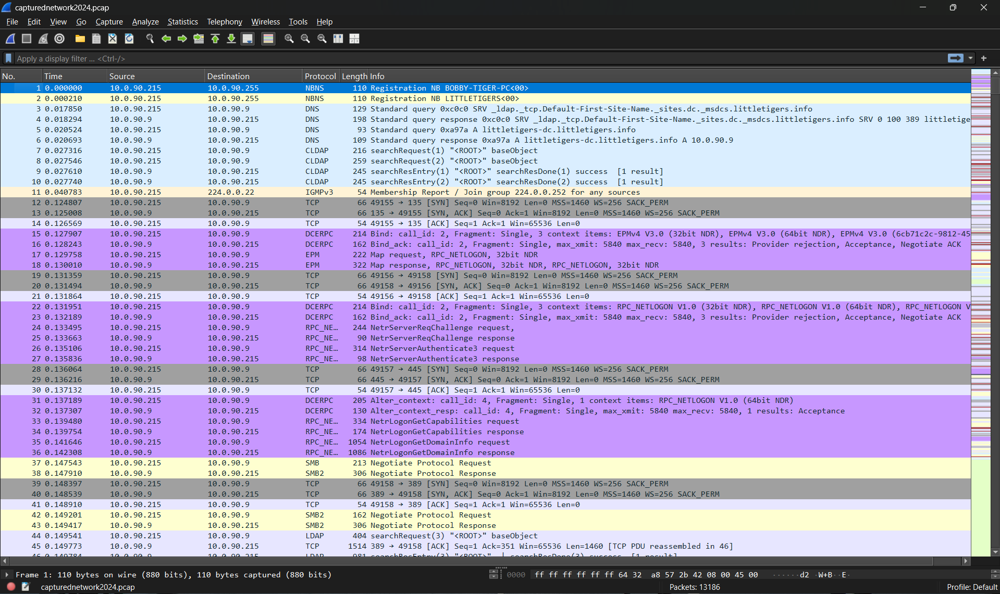 capturednetwork2024.pcap
File Edit View Go Capture Analyze Statistics Telephony Wireless Tools Help
Apply a display filter ... <Ctrl-/>
No. Time Source Destination Protocol Length Info
1 0.000000 10.0.90.215 10.0.90.255 NBNS 110 Registration NB BOBBY-TIGER-PC<00>
2 0.000210 10.0.90.215 10.0.90.255 NBNS 110 Registration NB LITTLETIGERS<00>
3 0.017850 10.0.90.215 10.0.90.9 DNS 129 Standard query 0xc0c0 SRV _ldap._tcp.Default-First-Site-Name._sites.dc._msdcs.littletigers.info
4 0.018294 10.0.90.9 10.0.90.215 DNS 198 Standard query response 0xc0c0 SRV _ldap._tcp.Default-First-Site-Name._sites.dc._msdcs.littletigers.info SRV 0 100 389 littletige
5 0.020524 10.0.90.215 10.0.90.9 DNS 93 Standard query 0xa97a A littletigers-dc.littletigers.info
6 0.020693 10.0.90.9 10.0.90.215 DNS 109 Standard query response 0xa97a A littletigers-dc.littletigers.info A 10.0.90.9
7 0.027316 10.0.90.215 10.0.90.9 CLDAP 216 searchRequest(1) "<ROOT>" baseObject
8 0.027546 10.0.90.215 10.0.90.9 CLDAP 259 searchRequest(2) "<ROOT>" baseObject
9 0.027610 10.0.90.9 10.0.90.215 CLDAP 245 searchResEntry(1) "<ROOT>" searchResDone(1) success [1 result]
10 0.027740 10.0.90.9 10.0.90.215 CLDAP 245 searchResEntry(2) "<ROOT>" searchResDone(2) success [1 result]
11 0.040783 10.0.90.215 224.0.0.22 IGMPv3 54 Membership Report / Join group 224.0.0.252 for any sources
12 0.124807 10.0.90.215 10.0.90.9 TCP 66 49155 → 135 [SYN] Seq=0 Win=8192 Len=0 MSS=1460 WS=256 SACK_PERM
13 0.125008 10.0.90.9 10.0.90.215 TCP 66 135 → 49155 [SYN, ACK] Seq=0 Ack=1 Win=8192 Len=0 MSS=1460 WS=256 SACK_PERM
14 0.126569 10.0.90.215 10.0.90.9 TCP 54 49155 → 135 [ACK] Seq=1 Ack=1 Win=65536 Len=0
15 0.127907 10.0.90.215 10.0.90.9 DCERPC 214 Bind: call_id: 2, Fragment: Single, 3 context items: EPMv4 V3.0 (32bit NDR), EPMv4 V3.0 (64bit NDR), EPMv4 V3.0 (6cb71c2c-9812-45
16 0.128243 10.0.90.9 10.0.90.215 DCERPC 162 Bind_ack: call_id: 2, Fragment: Single, max_xmit: 5840 max_recv: 5840, 3 results: Provider rejection, Acceptance, Negotiate ACK
17 0.129758 10.0.90.215 10.0.90.9 EPM 222 Map request, RPC_NETLOGON, 32bit NDR
18 0.130010 10.0.90.9 10.0.90.215 EPM 322 Map response, RPC_NETLOGON, 32bit NDR, RPC_NETLOGON, 32bit NDR
19 0.131359 10.0.90.215 10.0.90.9 TCP 66 49156 → 49158 [SYN] Seq=0 Win=8192 Len=0 MSS=1460 WS=256 SACK_PERM
20 0.131494 10.0.90.9 10.0.90.215 TCP 66 49158 → 49156 [SYN, ACK] Seq=0 Ack=1 Win=8192 Len=0 MSS=1460 WS=256 SACK_PERM
21 0.131864 10.0.90.215 10.0.90.9 TCP 54 49156 → 49158 [ACK] Seq=1 Ack=1 Win=65536 Len=0
22 0.131951 10.0.90.215 10.0.90.9 DCERPC 214 Bind: call_id: 2, Fragment: Single, 3 context items: RPC_NETLOGON V1.0 (32bit NDR), RPC_NETLOGON V1.0 (64bit NDR), RPC_NETLOGON V
23 0.132189 10.0.90.9 10.0.90.215 DCERPC 162 Bind_ack: call_id: 2, Fragment: Single, max_xmit: 5840 max_recv: 5840, 3 results: Provider rejection, Acceptance, Negotiate ACK
24 0.133495 10.0.90.215 10.0.90.9 RPC_NE… 244 NetrServerReqChallenge request,
25 0.133663 10.0.90.9 10.0.90.215 RPC_NE… 90 NetrServerReqChallenge response
26 0.135106 10.0.90.215 10.0.90.9 RPC_NE… 314 NetrServerAuthenticate3 request
27 0.135836 10.0.90.9 10.0.90.215 RPC_NE… 98 NetrServerAuthenticate3 response
28 0.136064 10.0.90.215 10.0.90.9 TCP 66 49157 → 445 [SYN] Seq=0 Win=8192 Len=0 MSS=1460 WS=256 SACK_PERM
29 0.136216 10.0.90.9 10.0.90.215 TCP 66 445 → 49157 [SYN, ACK] Seq=0 Ack=1 Win=8192 Len=0 MSS=1460 WS=256 SACK_PERM
30 0.137132 10.0.90.215 10.0.90.9 TCP 54 49157 → 445 [ACK] Seq=1 Ack=1 Win=65536 Len=0
31 0.137189 10.0.90.215 10.0.90.9 DCERPC 205 Alter_context: call_id: 4, Fragment: Single, 1 context items: RPC_NETLOGON V1.0 (64bit NDR)
32 0.137307 10.0.90.9 10.0.90.215 DCERPC 130 Alter_context_resp: call_id: 4, Fragment: Single, max_xmit: 5840 max_recv: 5840, 1 results: Acceptance
33 0.139480 10.0.90.215 10.0.90.9 RPC_NE… 334 NetrLogonGetCapabilities request
34 0.139754 10.0.90.9 10.0.90.215 RPC_NE… 174 NetrLogonGetCapabilities response
35 0.141646 10.0.90.215 10.0.90.9 RPC_NE… 1054 NetrLogonGetDomainInfo request
36 0.142308 10.0.90.9 10.0.90.215 RPC_NE… 1086 NetrLogonGetDomainInfo response
37 0.147543 10.0.90.215 10.0.90.9 SMB 213 Negotiate Protocol Request
38 0.147910 10.0.90.9 10.0.90.215 SMB2 306 Negotiate Protocol Response
39 0.148397 10.0.90.215 10.0.90.9 TCP 66 49158 → 389 [SYN] Seq=0 Win=8192 Len=0 MSS=1460 WS=256 SACK_PERM
40 0.148539 10.0.90.9 10.0.90.215 TCP 66 389 → 49158 [SYN, ACK] Seq=0 Ack=1 Win=8192 Len=0 MSS=1460 WS=256 SACK_PERM
41 0.148910 10.0.90.215 10.0.90.9 TCP 54 49158 → 389 [ACK] Seq=1 Ack=1 Win=65536 Len=0
42 0.149201 10.0.90.215 10.0.90.9 SMB2 162 Negotiate Protocol Request
43 0.149417 10.0.90.9 10.0.90.215 SMB2 306 Negotiate Protocol Response
44 0.149541 10.0.90.215 10.0.90.9 LDAP 404 searchRequest(3) "<ROOT>" baseObject
45 0.149773 10.0.90.9 10.0.90.215 TCP 1514 389 → 49158 [ACK] Seq=1 Ack=351 Win=65536 Len=1460 [TCP PDU reassembled in 46]
46 0.149784 10.0.90.9 10.0.90.215 LDAP 981 searchResEntry(3) "<ROOT>" | searchResDone(3) success [1 result]
Frame 1: 110 bytes on wire (880 bits), 110 bytes captured (880 bits)
0000 ff ff ff ff ff ff 64 32 a8 57 2b 42 08 00 45 00 ······d2 ·W+B··E·
capturednetwork2024.pcap Packets: 13186 Profile: Default